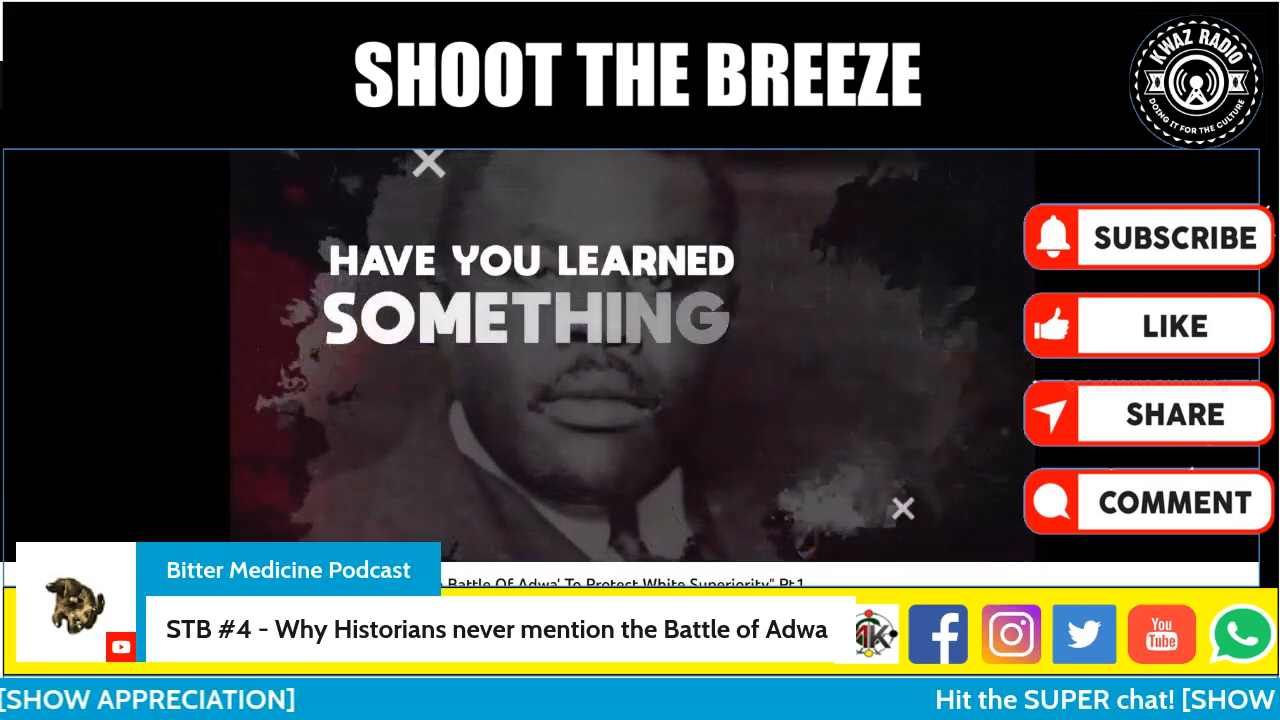 SHOOT THE BREEZE
KWAZ RADIO
DOING IT FOR THE CULTURE
HAVE YOU LEARNED
SOMETHING
SUBSCRIBE
LIKE
SHARE
COMMENT
Bitter Medicine Podcast
Battle Of Adwa' To Protect White Superiority" Pt.1
STB #4 - Why Historians never mention the Battle of Adwa
You
Tube
[SHOW APPRECIATION]
Hit the SUPER chat! [SHOW